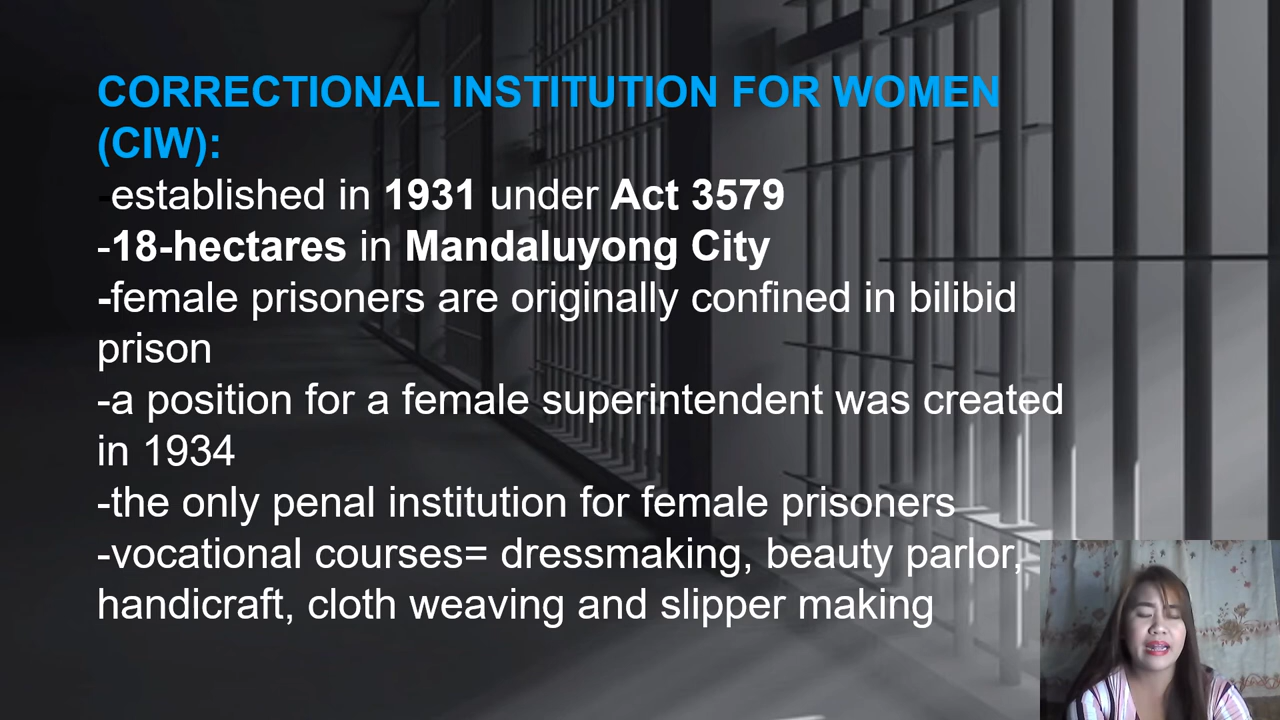 CORRECTIONAL INSTITUTION FOR WOMEN
(CIW):
-established in 1931 under Act 3579
-18-hectares in Mandaluyong City
-female prisoners are originally confined in bilibid
prison
-a position for a female superintendent was created
in 1934
-the only penal institution for female prisoners
-vocational courses= dressmaking, beauty parlor,
handicraft, cloth weaving and slipper making